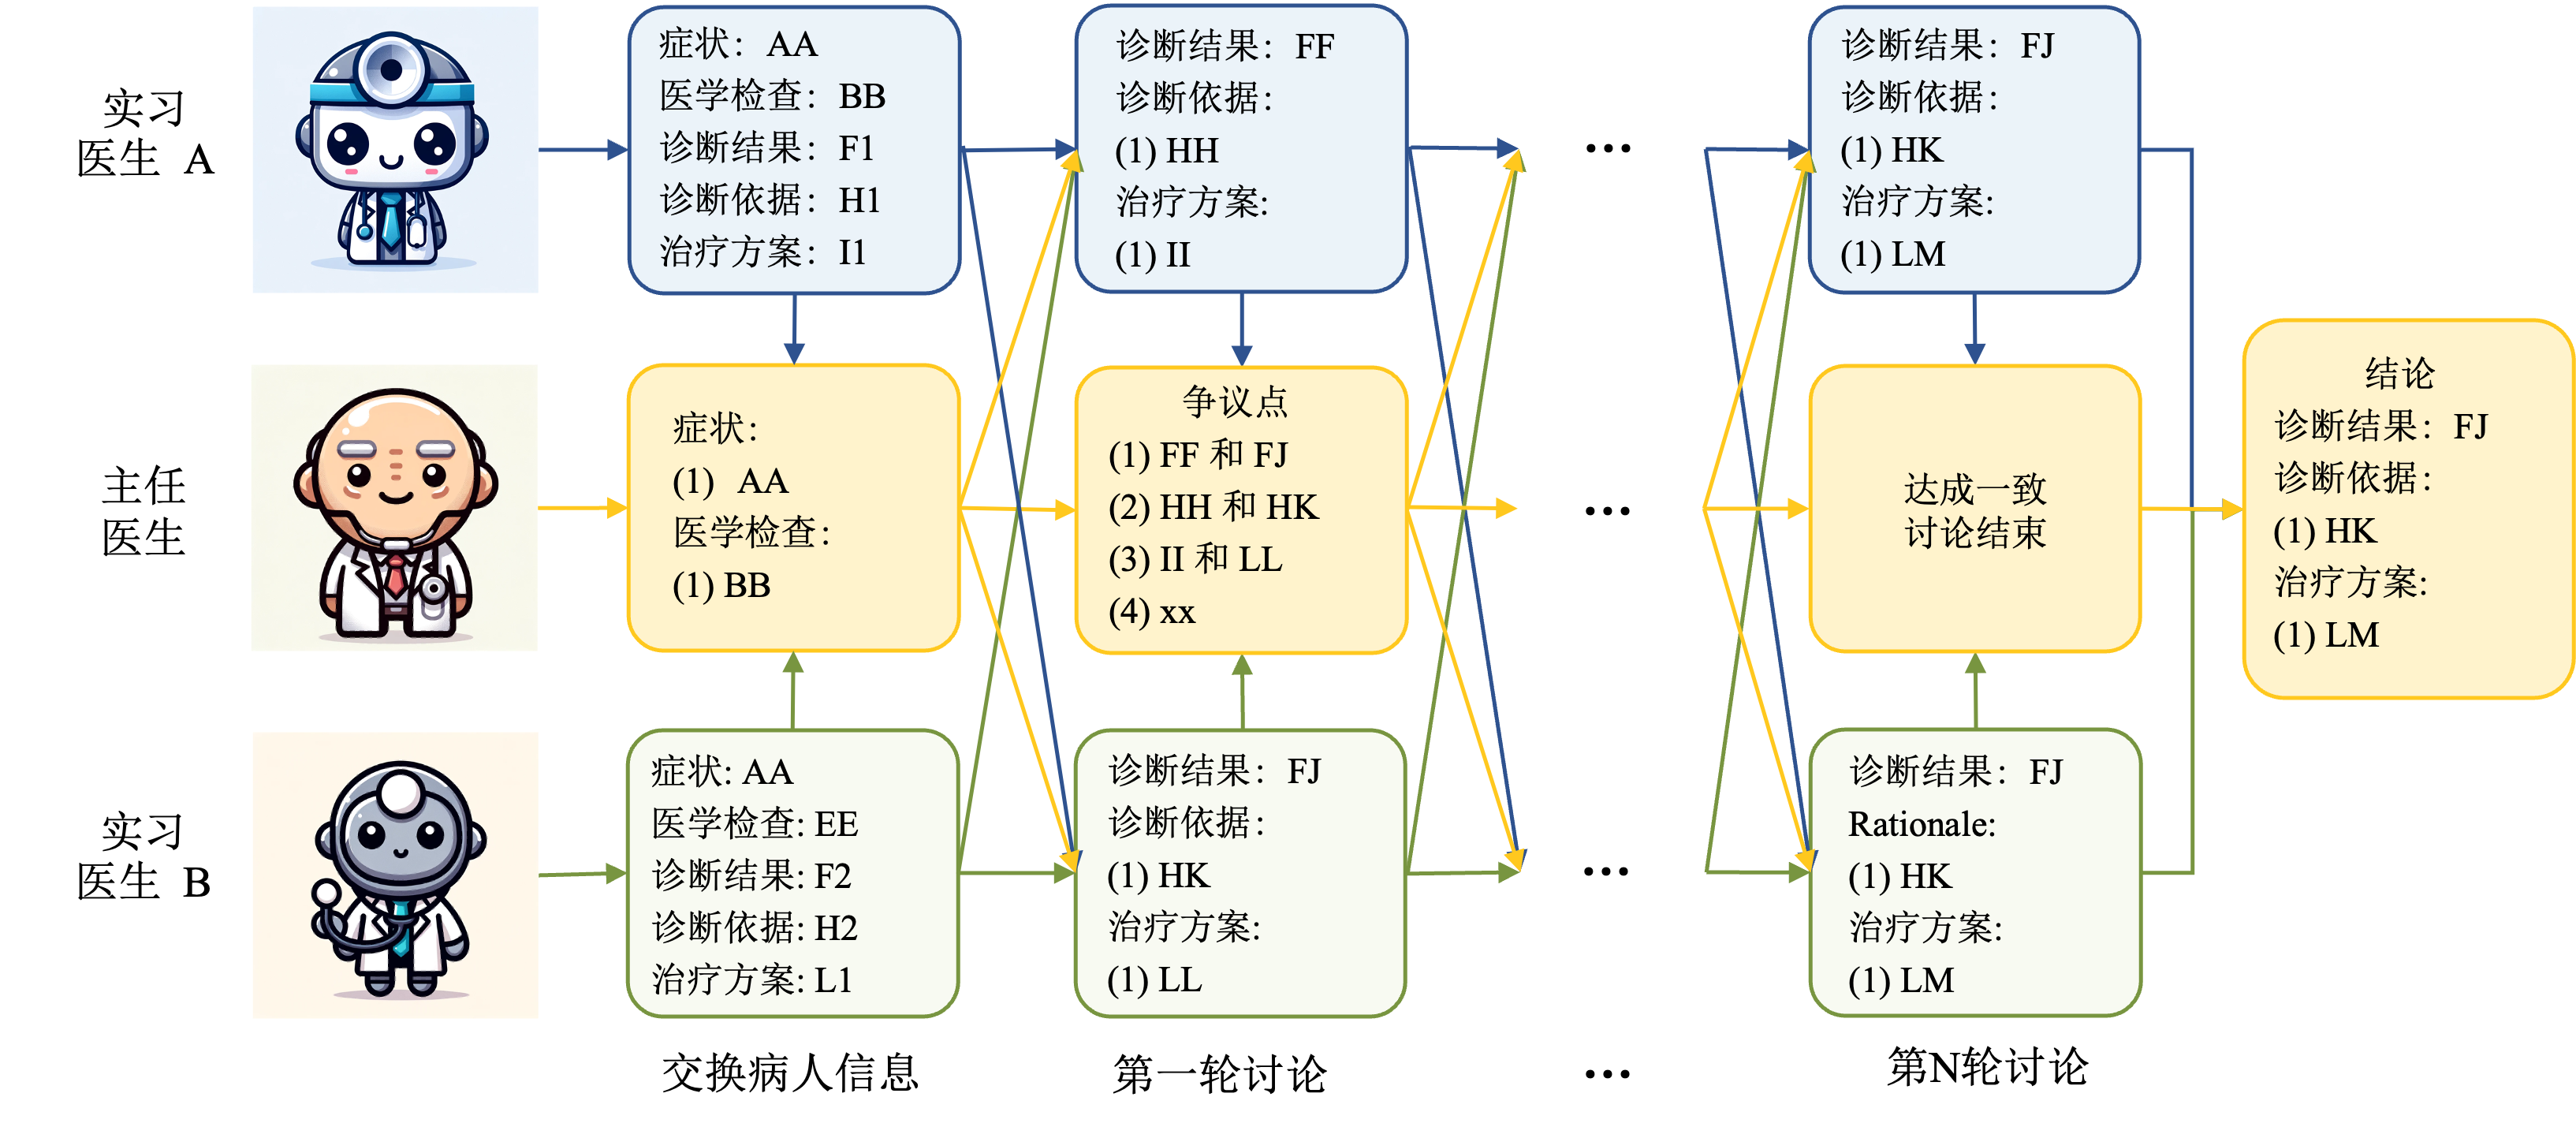 实习
医生 A
症状：AA
医学检查：BB
诊断结果：F1
诊断依据：H1
治疗方案：I1
诊断结果：FF
诊断依据：
(1) HH
治疗方案:
(1) II
...
诊断结果：FJ
诊断依据：
(1) HK
治疗方案:
(1) LM
主任
医生
症状:
(1) AA
医学检查：
(1) BB
争议点
(1) FF 和 FJ
(2) HH 和 HK
(3) II 和 LL
(4) xx
...
达成一致
讨论结束
结论
诊断结果：FJ
诊断依据：
(1) HK
治疗方案:
(1) LM
实习
医生 B
症状: AA
医学检查: EE
诊断结果: F2
诊断依据: H2
治疗方案: L1
诊断结果：FJ
诊断依据：
(1) HK
治疗方案:
(1) LL
...
诊断结果：FJ
Rationale:
(1) HK
治疗方案:
(1) LM
交换病人信息
第一轮讨论
...
第N轮讨论